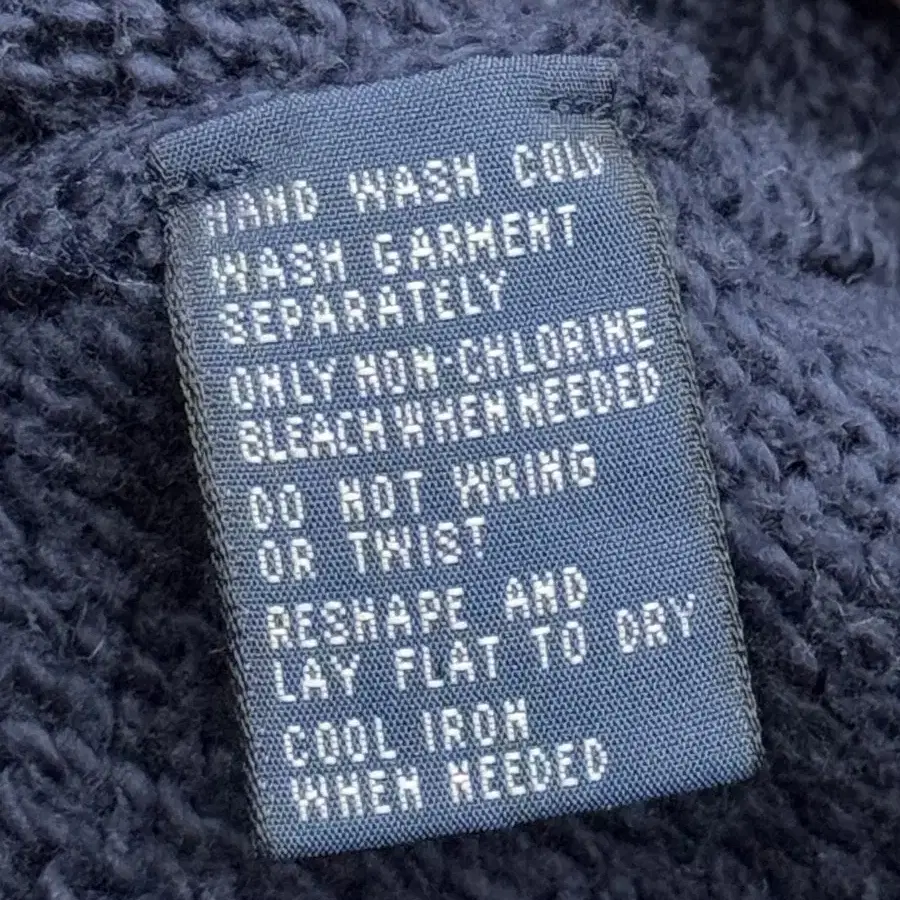 HAND WASH COLD
WASH GARMENT
SEPARATELY
ONLY NON-CHLORINE
BLEACH WHEN NEEDED
DO NOT WRING
OR TWIST
RESHAPE AND
LAY FLAT TO DRY
COOL IRON
WHEN NEEDED